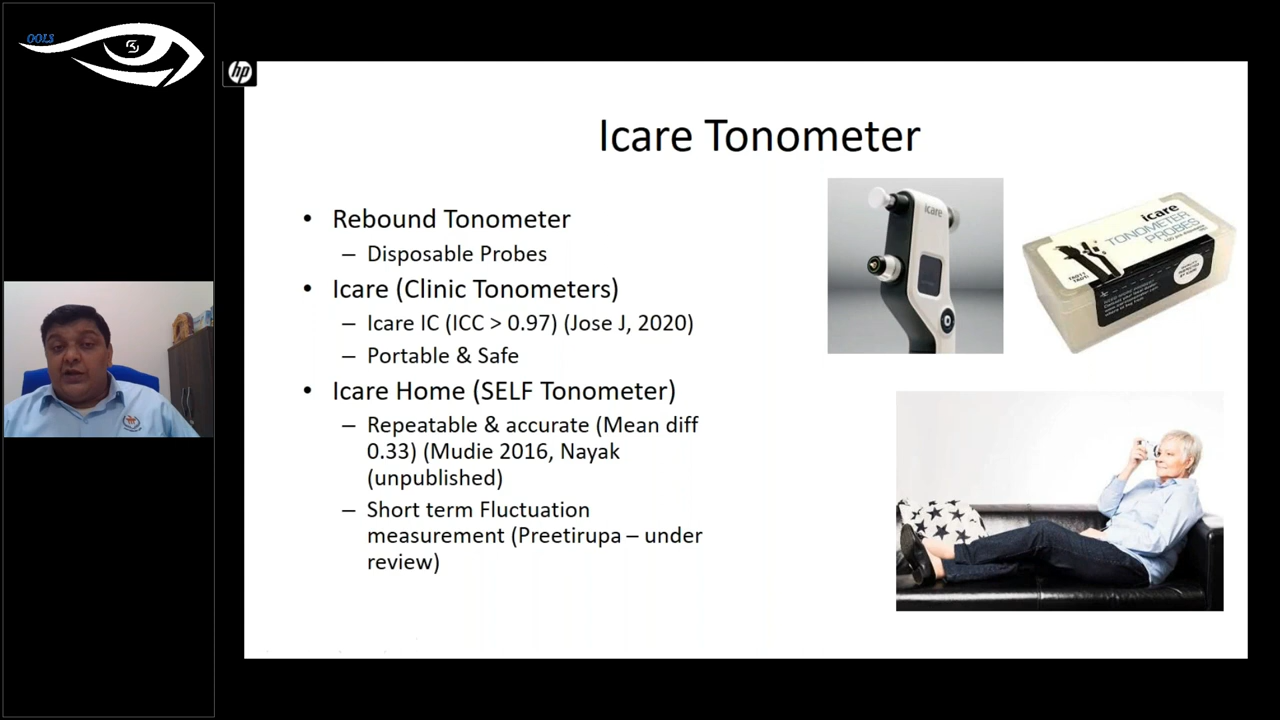 OOLS
hp
Icare Tonometer
• Rebound Tonometer
– Disposable Probes
• Icare (Clinic Tonometers)
– Icare IC (ICC > 0.97) (Jose J, 2020)
– Portable & Safe
• Icare Home (SELF Tonometer)
– Repeatable & accurate (Mean diff
0.33) (Mudie 2016, Nayak
(unpublished)
– Short term Fluctuation
measurement (Preetirupa – under
review)
icare
icare
TONOMETER
PROBES